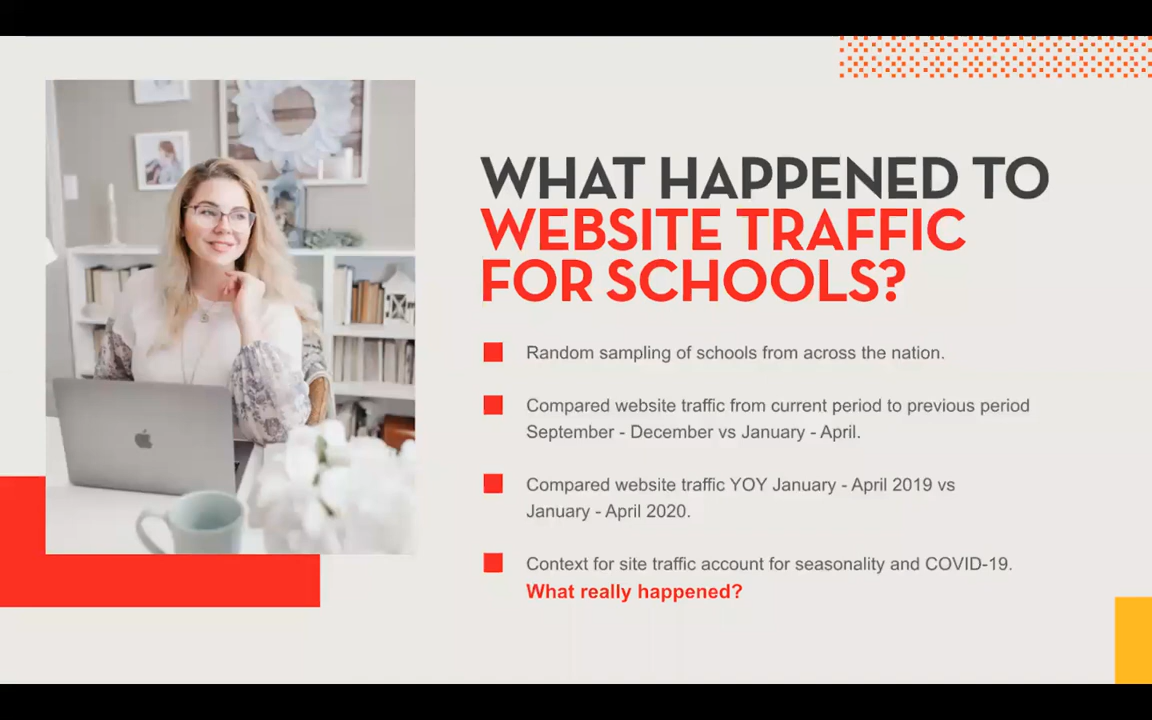 WHAT HAPPENED TO
WEBSITE TRAFFIC
FOR SCHOOLS?
Random sampling of schools from across the nation.
Compared website traffic from current period to previous period
September - December vs January - April.
Compared website traffic YOY January - April 2019 vs
January - April 2020.
Context for site traffic account for seasonality and COVID-19.
What really happened?